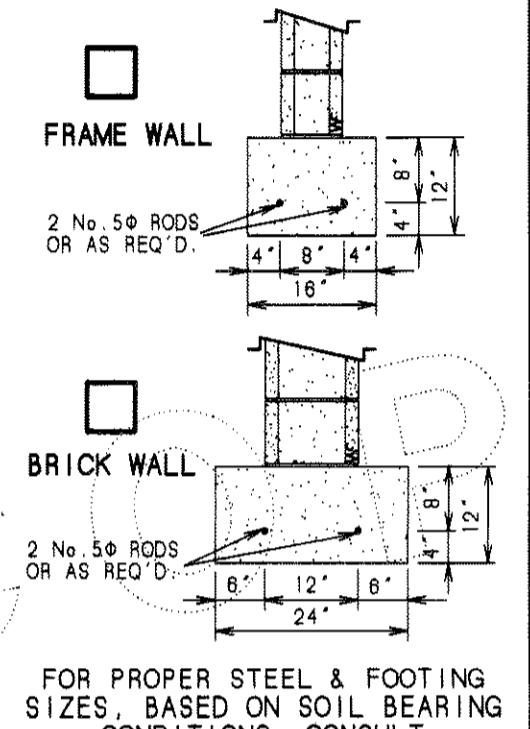 FRAME WALL
2 No.5Φ RODS
OR AS REQ'D.
8"
12"
4"
4" 8" 4"
16"
BRICK WALL
2 No.5Φ RODS
OR AS REQ'D
8"
12"
4"
6" 12" 6"
24"
FOR PROPER STEEL & FOOTING
SIZES, BASED ON SOIL BEARING
CONDITIONS, CONSULT